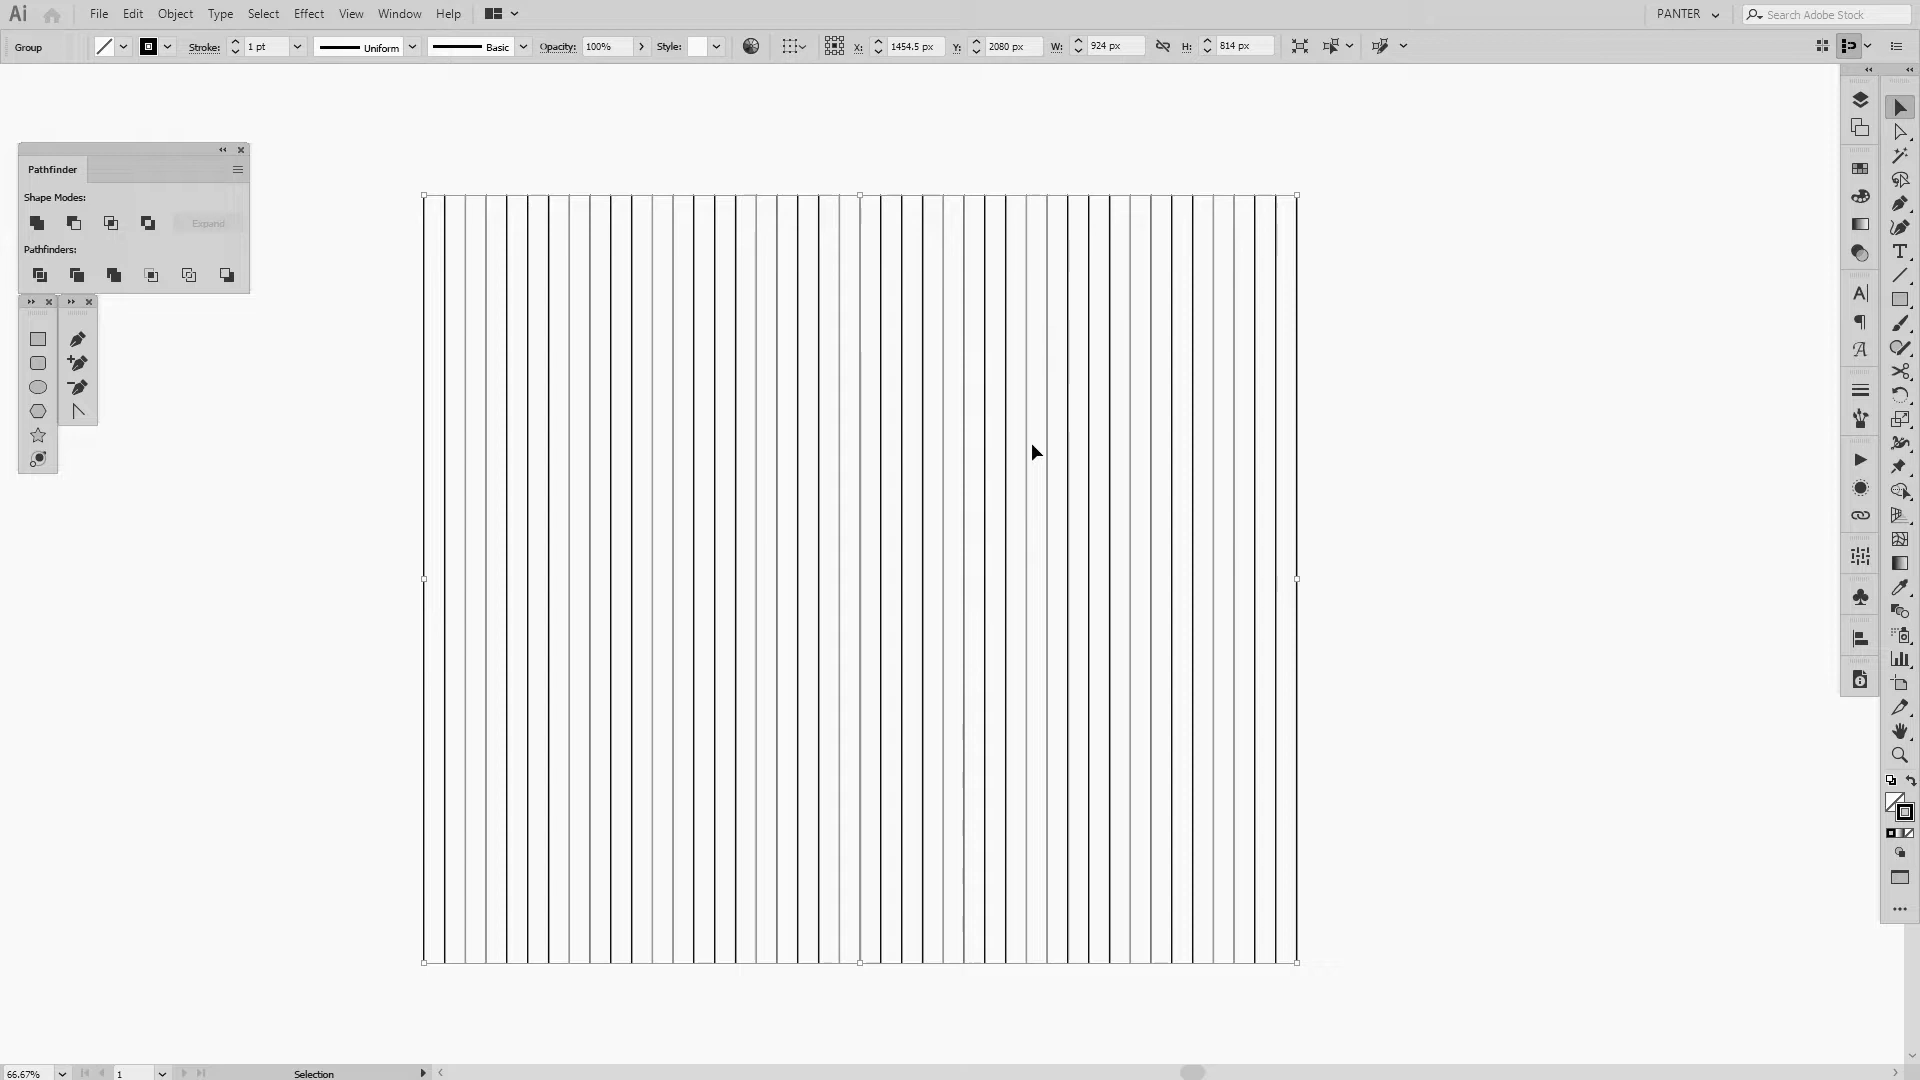 Ai File Edit Object Type Select Effect View Window Help PANTER Search Adobe Stock
Group Stroke: 1 pt Uniform Basic Opacity: 100% Style: X: 1454.5 px Y: 2080 px W: 924 px H: 814 px
Pathfinder
Shape Modes:
Expand
Pathfinders:
66.67% 1 Selection